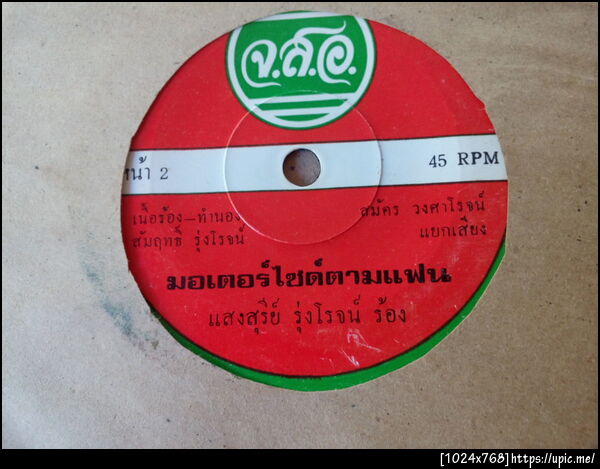 จ.ส.อ.
หน้า 2
45 RPM
เนื้อร้อง-ทำนอง
สัมฤทธิ์ รุ่งโรจน์
สมัคร วงศาโรจน์
แยกเสียง
มอเตอร์ไซด์ตามแฟน
แสงสุรีย์ รุ่งโรจน์ ร้อง
[1024x768]https://upic.me/